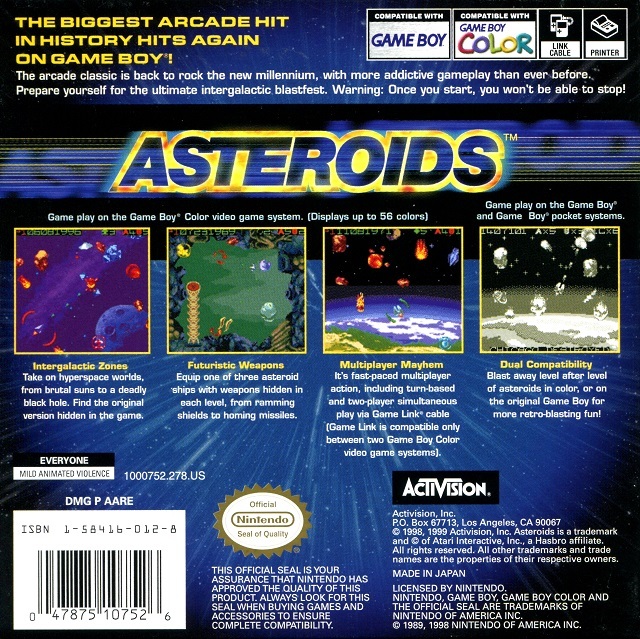 THE BIGGEST ARCADE HIT
IN HISTORY HITS AGAIN
ON GAME BOY®!
COMPATIBLE WITH
GAME BOY
COMPATIBLE WITH
GAME BOY
COLOR
LINK
CABLE
PRINTER
The arcade classic is back to rock the new millennium, with more addictive gameplay than ever before.
Prepare yourself for the ultimate intergalactic blastfest. Warning: Once you start, you won't be able to stop!
ASTEROIDS™
Game play on the Game Boy® Color video game system. (Displays up to 56 colors)
Game play on the Game Boy®
and Game Boy® pocket systems.
Intergalactic Zones
Take on hyperspace worlds,
from brutal suns to a deadly
black hole. Find the original
version hidden in the game.
Futuristic Weapons
Equip one of three asteroid
ships with weapons hidden in
each level, from ramming
shields to homing missiles.
Multiplayer Mayhem
It's fast-paced multiplayer
action, including turn-based
and two-player simultaneous
play via Game Link® cable
(Game Link is compatible only
between two Game Boy Color
video game systems).
CHICAGO DESTROYED
Dual Compatibility
Blast away level after level
of asteroids in color, or on
the original Game Boy for
more retro-blasting fun!
EVERYONE
MILD ANIMATED VIOLENCE
1000752.278.US
DMG P AARE
ISBN 1-58416-012-8
0 47875 10752 6
Official
Nintendo
Seal of Quality
THIS OFFICIAL SEAL IS YOUR
ASSURANCE THAT NINTENDO HAS
APPROVED THE QUALITY OF THIS
PRODUCT. ALWAYS LOOK FOR THIS
SEAL WHEN BUYING GAMES AND
ACCESSORIES TO ENSURE
COMPLETE COMPATIBILITY.
ACTIVISION.
Activision, Inc.
P.O. Box 67713, Los Angeles, CA 90067
© 1998, 1999 Activision, Inc. Asteroids is a trademark
and © of Atari Interactive, Inc., a Hasbro affiliate.
All rights reserved. All other trademarks and trade
names are the properties of their respective owners.
MADE IN JAPAN
LICENSED BY NINTENDO.
NINTENDO, GAME BOY, GAME BOY COLOR AND
THE OFFICIAL SEAL ARE TRADEMARKS OF
NINTENDO OF AMERICA INC.
© 1989, 1998 NINTENDO OF AMERICA INC.